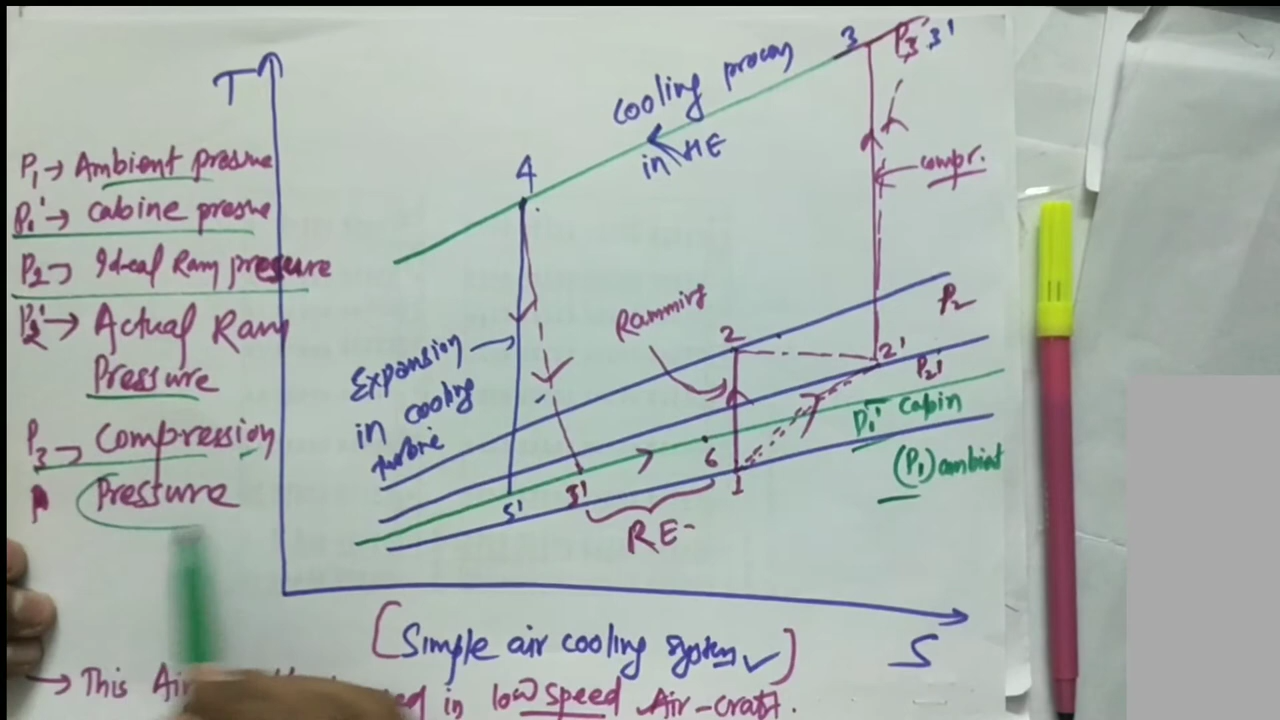 T
P1→ Ambient presure
P1'→ cabine presure
P2→ Ideal Ram pressure
P2'→ Actual Ram
Pressure
P3→ Compression
Pressure
4
3
P3
3'
cooling process
in HE
compr.
Expansion
in cooling
turbine
Ramming
2
2'
P2
P2'
P1' cabin
(P1) ambient
5'
5'
6
1
RE
[Simple air cooling system]
S
→ This Air in low speed Air-craft.